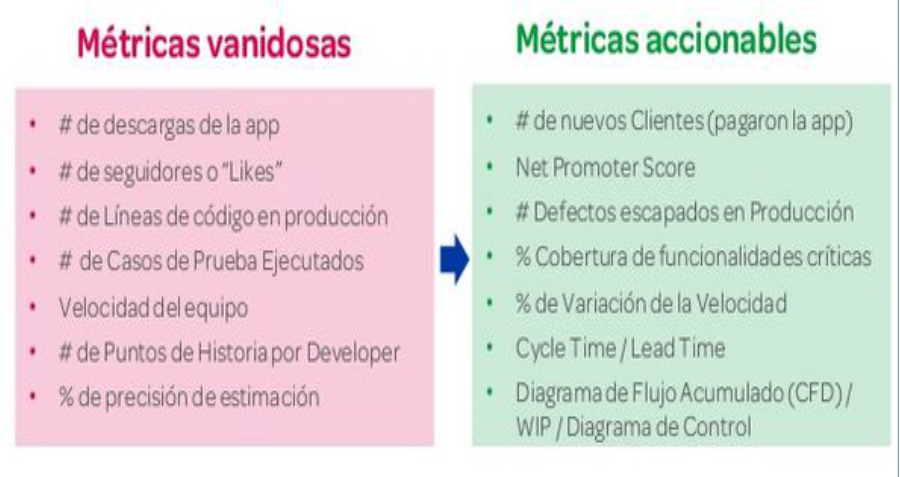 Métricas vanidosas
• # de descargas de la app
• # de seguidores o “Likes”
• # de Líneas de código en producción
• # de Casos de Prueba Ejecutados
• Velocidad del equipo
• # de Puntos de Historia por Developer
• % de precisión de estimación
Métricas accionables
• # de nuevos Clientes (pagaron la app)
• Net Promoter Score
• # Defectos escapados en Producción
• % Cobertura de funcionalidades críticas
• % de Variación de la Velocidad
• Cycle Time / Lead Time
• Diagrama de Flujo Acumulado (CFD) /
WIP / Diagrama de Control